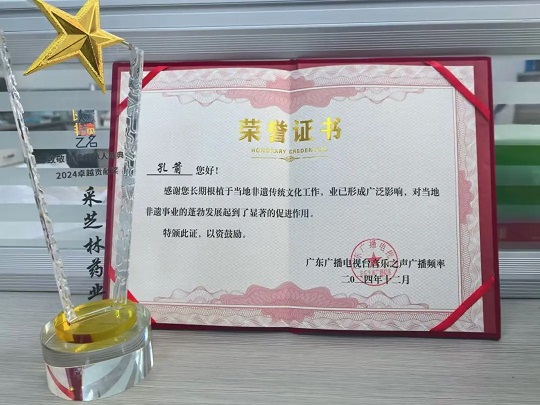 致敬
2024卓越贡献奖
采芝林药业
荣誉证书
HONORARY CREDENTIAL
孔箭 您好!
感谢您长期根植于当地非遗传统文化工作,业已形成广泛影响,对当地
非遗事业的蓬勃发展起到了显著的促进作用。
特颁此证,以资鼓励。
广东广播电视台音乐之声广播频率
二〇二四年十二月